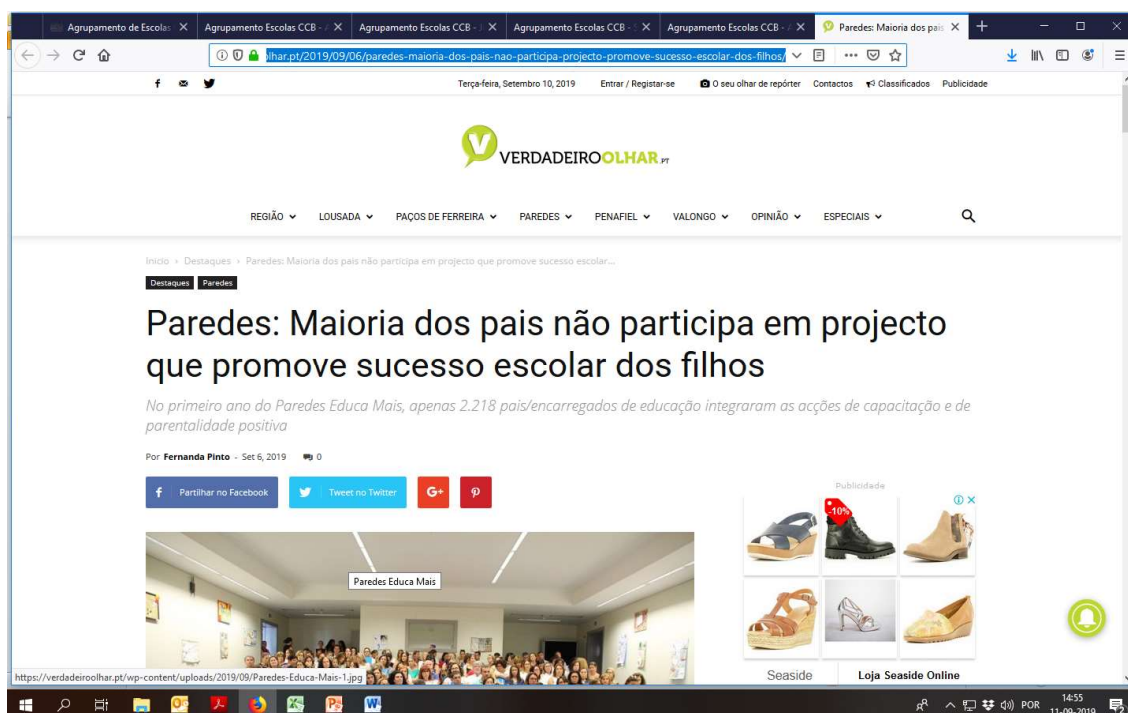 Agrupamento de Escolas
Agrupamento Escolas CCB -
Agrupamento Escolas CCB -
Agrupamento Escolas CCB -
Agrupamento Escolas CCB -
Paredes: Maioria dos pais
lhar.pt/2019/09/06/paredes-maioria-dos-pais-nao-participa-projecto-promove-sucesso-escolar-dos-filhos/
Terça-feira, Setembro 10, 2019 Entrar / Registar-se O seu olhar de repórter Contactos Classificados Publicidade
V VERDADEIROOLHAR.PT
REGIÃO LOUSADA PAÇOS DE FERREIRA PAREDES PENAFIEL VALONGO OPINIÃO ESPECIAIS
Início › Destaques › Paredes: Maioria dos pais não participa em projecto que promove sucesso escolar...
Destaques Paredes
Paredes: Maioria dos pais não participa em projecto
que promove sucesso escolar dos filhos
No primeiro ano do Paredes Educa Mais, apenas 2.218 pais/encarregados de educação integraram as acções de capacitação e de
parentalidade positiva
Por Fernanda Pinto - Set 6, 2019 0
Partilhar no Facebook Tweet no Twitter G+
Publicidade
-10%
Paredes Educa Mais
Seaside Loja Seaside Online
https://verdadeiroolhar.pt/wp-content/uploads/2019/09/Paredes-Educa-Mais-1.jpg
POR 14:55
11-09-2019